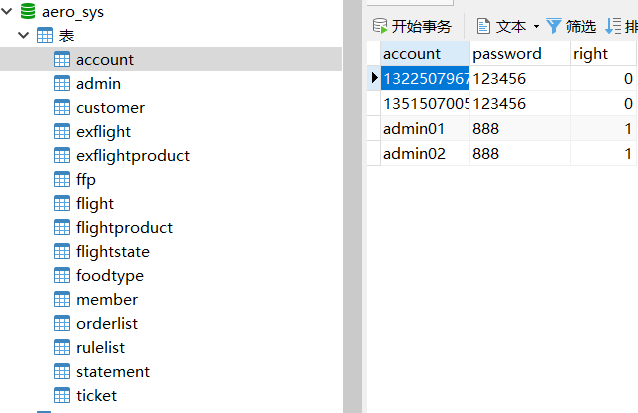 aero_sys
表
account
admin
customer
exflight
exflightproduct
ffp
flight
flightproduct
flightstate
foodtype
member
orderlist
rulelist
statement
ticket
开始事务 文本 筛选
account password right
1322507967 123456 0
1351507005 123456 0
admin01 888 1
admin02 888 1